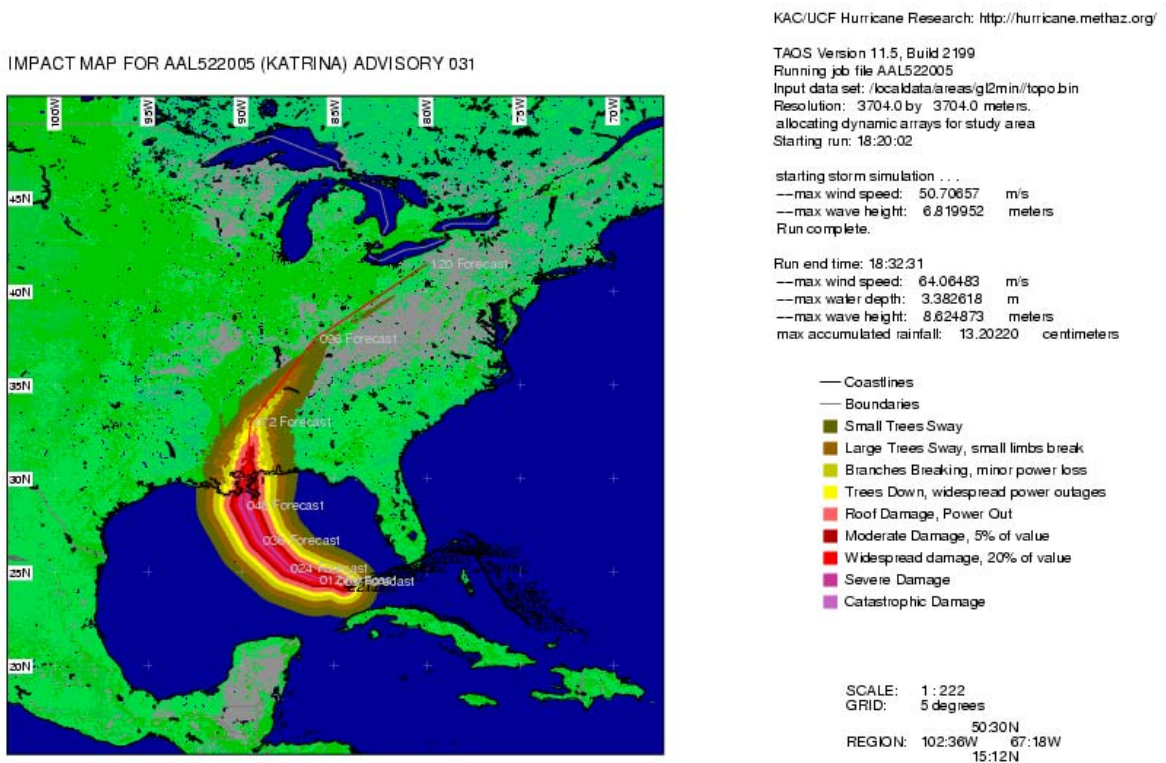 KAC/UCF Hurricane Research: http://hurricane.methaz.org/
IMPACT MAP FOR AAL522005 (KATRINA) ADVISORY 031
TAOS Version 11.5, Build 2199
Running job file AAL522005
Input data set: /localdata/areas/gl2min//topo.bin
Resolution: 3704.0 by 3704.0 meters.
allocating dynamic arrays for study area
Starting run: 18:20:02
starting storm simulation . . .
---max wind speed: 50.70657 m/s
---max wave height: 6.819952 meters
Run complete.
Run end time: 18:32:31
---max wind speed: 64.06483 m/s
---max water depth: 3.382618 m
---max wave height: 8.624873 meters
max accumulated rainfall: 13.20220 centimeters
Coastlines
Boundaries
Small Trees Sway
Large Trees Sway, small limbs break
Branches Breaking, minor power loss
Trees Down, widespread power outages
Roof Damage, Power Out
Moderate Damage, 5% of value
Widespread damage, 20% of value
Severe Damage
Catastrophic Damage
SCALE: 1 : 222
GRID: 5 degrees
50:30N
REGION: 102:36W 67:18W
15:12N
100W
95W
90W
85W
80W
75W
70W
45N
40N
35N
30N
25N
20N
120 Forecast
096 Forecast
072 Forecast
048 Forecast
036 Forecast
024 Forecast
Forecast